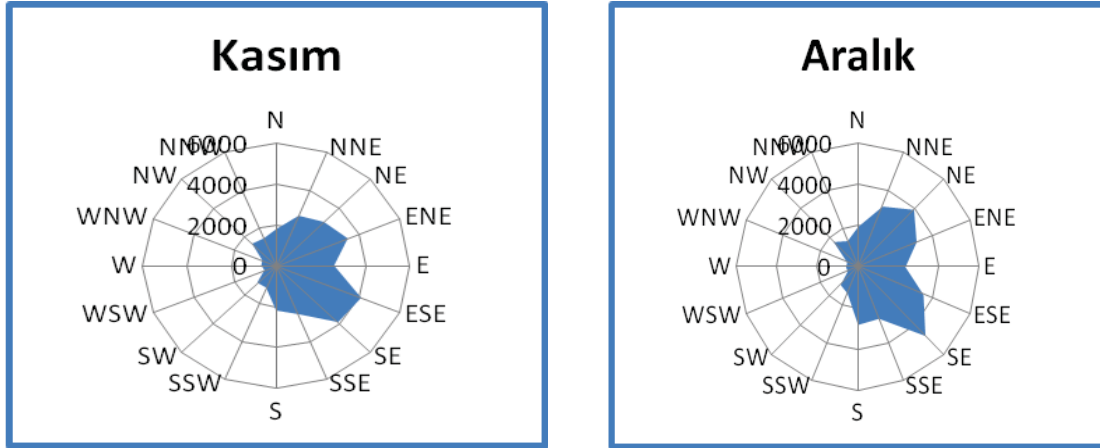 Kasım
N
NNE
NE
ENE
E
ESE
SE
SSE
S
SSW
SW
WSW
W
WNW
NW
NNW
6000
4000
2000
0
Aralık
N
NNE
NE
ENE
E
ESE
SE
SSE
S
SSW
SW
WSW
W
WNW
NW
NNW
6000
4000
2000
0